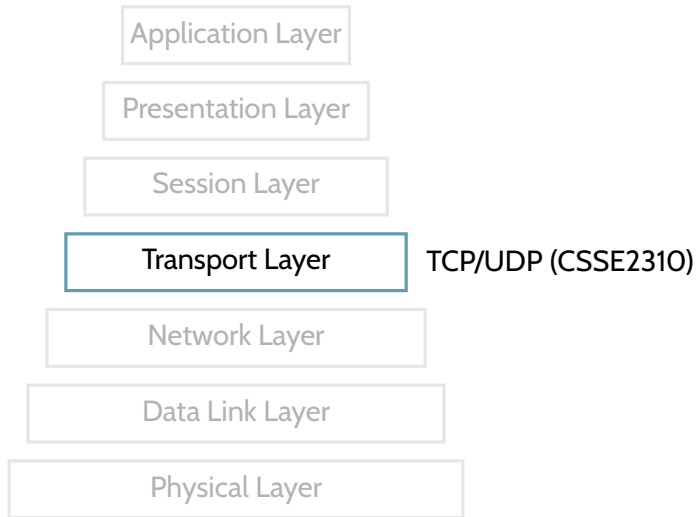 Application Layer
Presentation Layer
Session Layer
Transport Layer TCP/UDP (CSSE2310)
Network Layer
Data Link Layer
Physical Layer